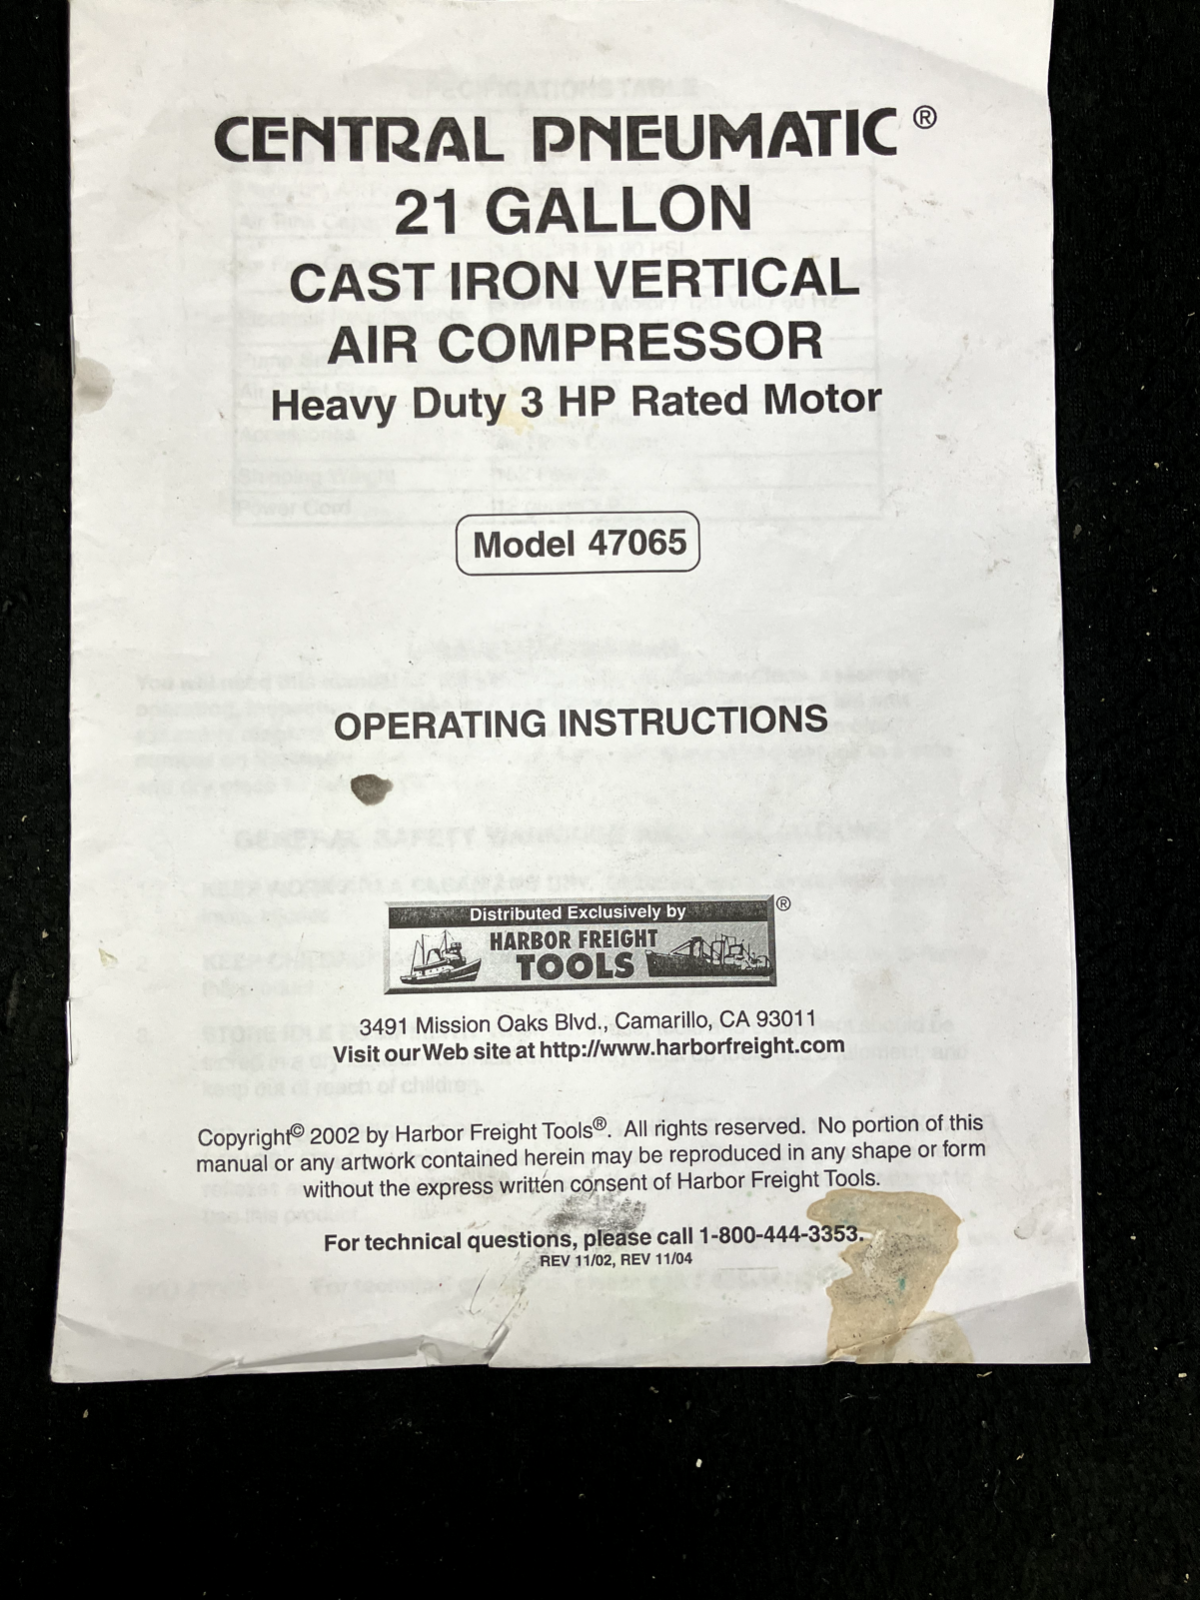 CENTRAL PNEUMATIC ®
21 GALLON
CAST IRON VERTICAL
AIR COMPRESSOR
Heavy Duty 3 HP Rated Motor
Model 47065
OPERATING INSTRUCTIONS
Distributed Exclusively by
HARBOR FREIGHT
TOOLS
®
3491 Mission Oaks Blvd., Camarillo, CA 93011
Visit our Web site at http://www.harborfreight.com
Copyright© 2002 by Harbor Freight Tools®. All rights reserved. No portion of this
manual or any artwork contained herein may be reproduced in any shape or form
without the express written consent of Harbor Freight Tools.
For technical questions, please call 1-800-444-3353.
REV 11/02, REV 11/04